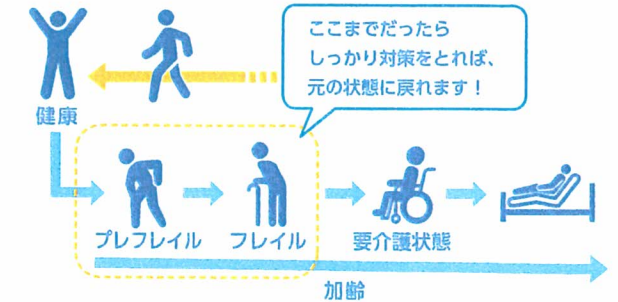 ここまでだったら
しっかり対策をとれば、
元の状態に戻れます！
健康
プレフレイル
フレイル
要介護状態
加齢